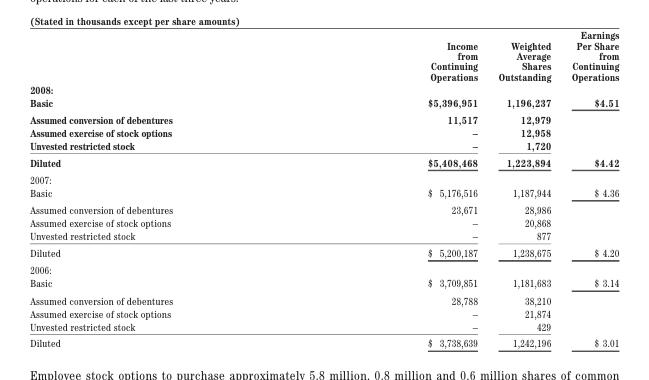 operations for each of the last three years.
(Stated in thousands except per share amounts)
Income from Continuing Operations Weighted Average Shares Outstanding Earnings Per Share from Continuing Operations
2008:
Basic $5,396,951 1,196,237 $4.51
Assumed conversion of debentures 11,517 12,979
Assumed exercise of stock options – 12,958
Unvested restricted stock – 1,720
Diluted $5,408,468 1,223,894 $4.42
2007:
Basic $ 5,176,516 1,187,944 $ 4.36
Assumed conversion of debentures 23,671 28,986
Assumed exercise of stock options – 20,868
Unvested restricted stock – 877
Diluted $ 5,200,187 1,238,675 $ 4.20
2006:
Basic $ 3,709,851 1,181,683 $ 3.14
Assumed conversion of debentures 28,788 38,210
Assumed exercise of stock options – 21,874
Unvested restricted stock – 429
Diluted $ 3,738,639 1,242,196 $ 3.01
Employee stock options to purchase approximately 5.8 million, 0.8 million and 0.6 million shares of common